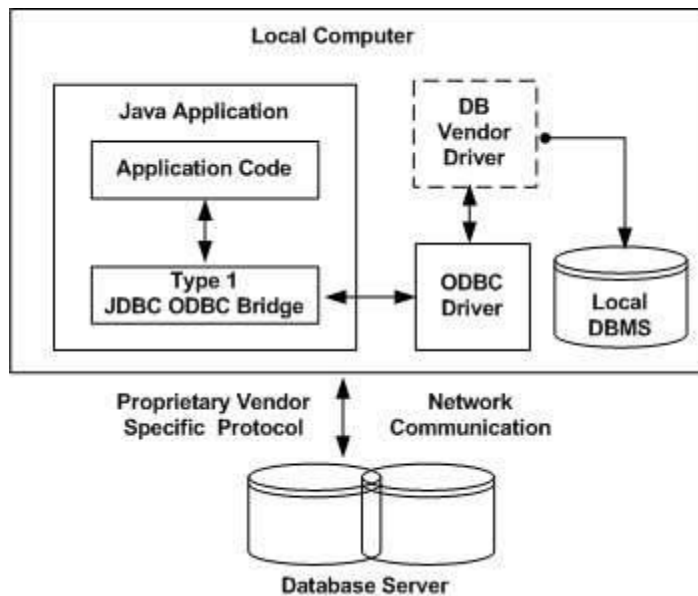 Local Computer
Java Application
Application Code
Type 1
JDBC ODBC Bridge
DB
Vendor
Driver
ODBC
Driver
Local
DBMS
Proprietary Vendor
Specific Protocol
Network
Communication
Database Server